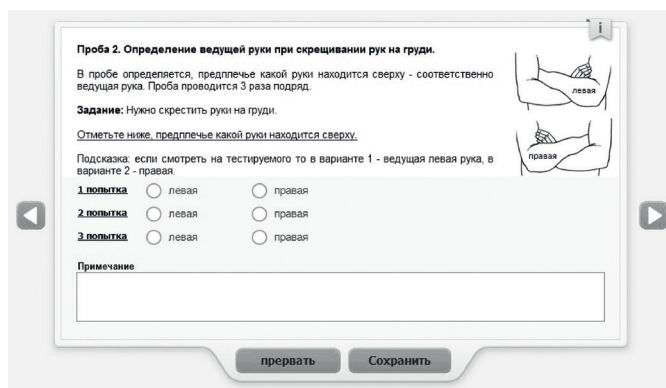 i
Проба 2. Определение ведущей руки при скрещивании рук на груди.
В пробе определяется, предплечье какой руки находится сверху - соответственно
ведущая рука. Проба проводится 3 раза подряд.
левая
Задание: Нужно скрестить руки на груди.
Отметьте ниже, предплечье какой руки находится сверху.
правая
Подсказка: если смотреть на тестируемого то в варианте 1 - ведущая левая рука, в
варианте 2 - правая.
1 попытка левая правая
2 попытка левая правая
3 попытка левая правая
Примечание
прервать Сохранить